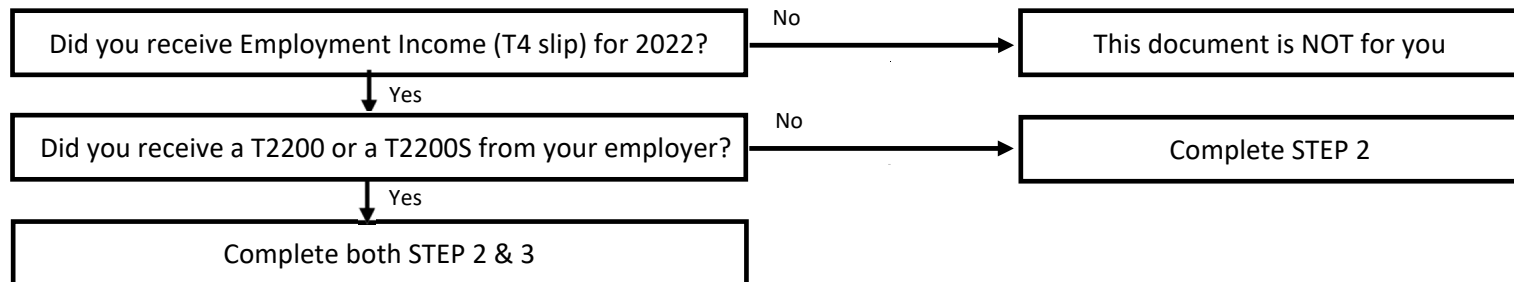 Did you receive Employment Income (T4 slip) for 2022?
No
This document is NOT for you
Yes
Did you receive a T2200 or a T2200S from your employer?
No
Complete STEP 2
Yes
Complete both STEP 2 & 3